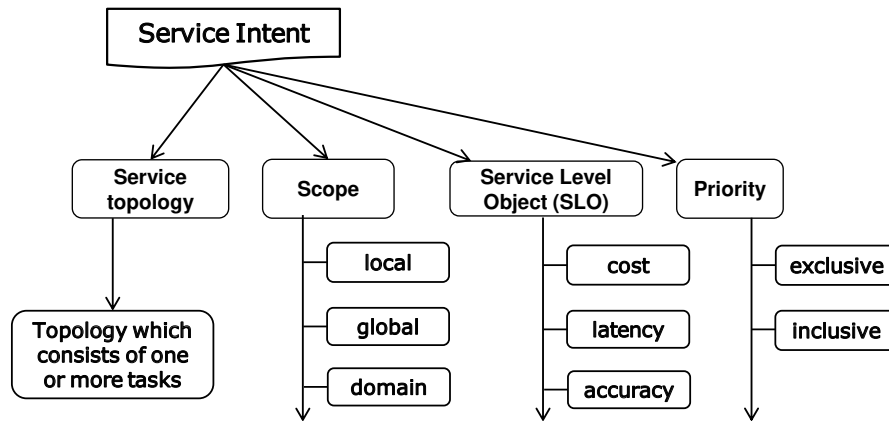 Service Intent
Service
topology
Scope
Service Level
Object (SLO)
Priority
local
global
domain
cost
latency
accuracy
exclusive
inclusive
Topology which
consists of one
or more tasks